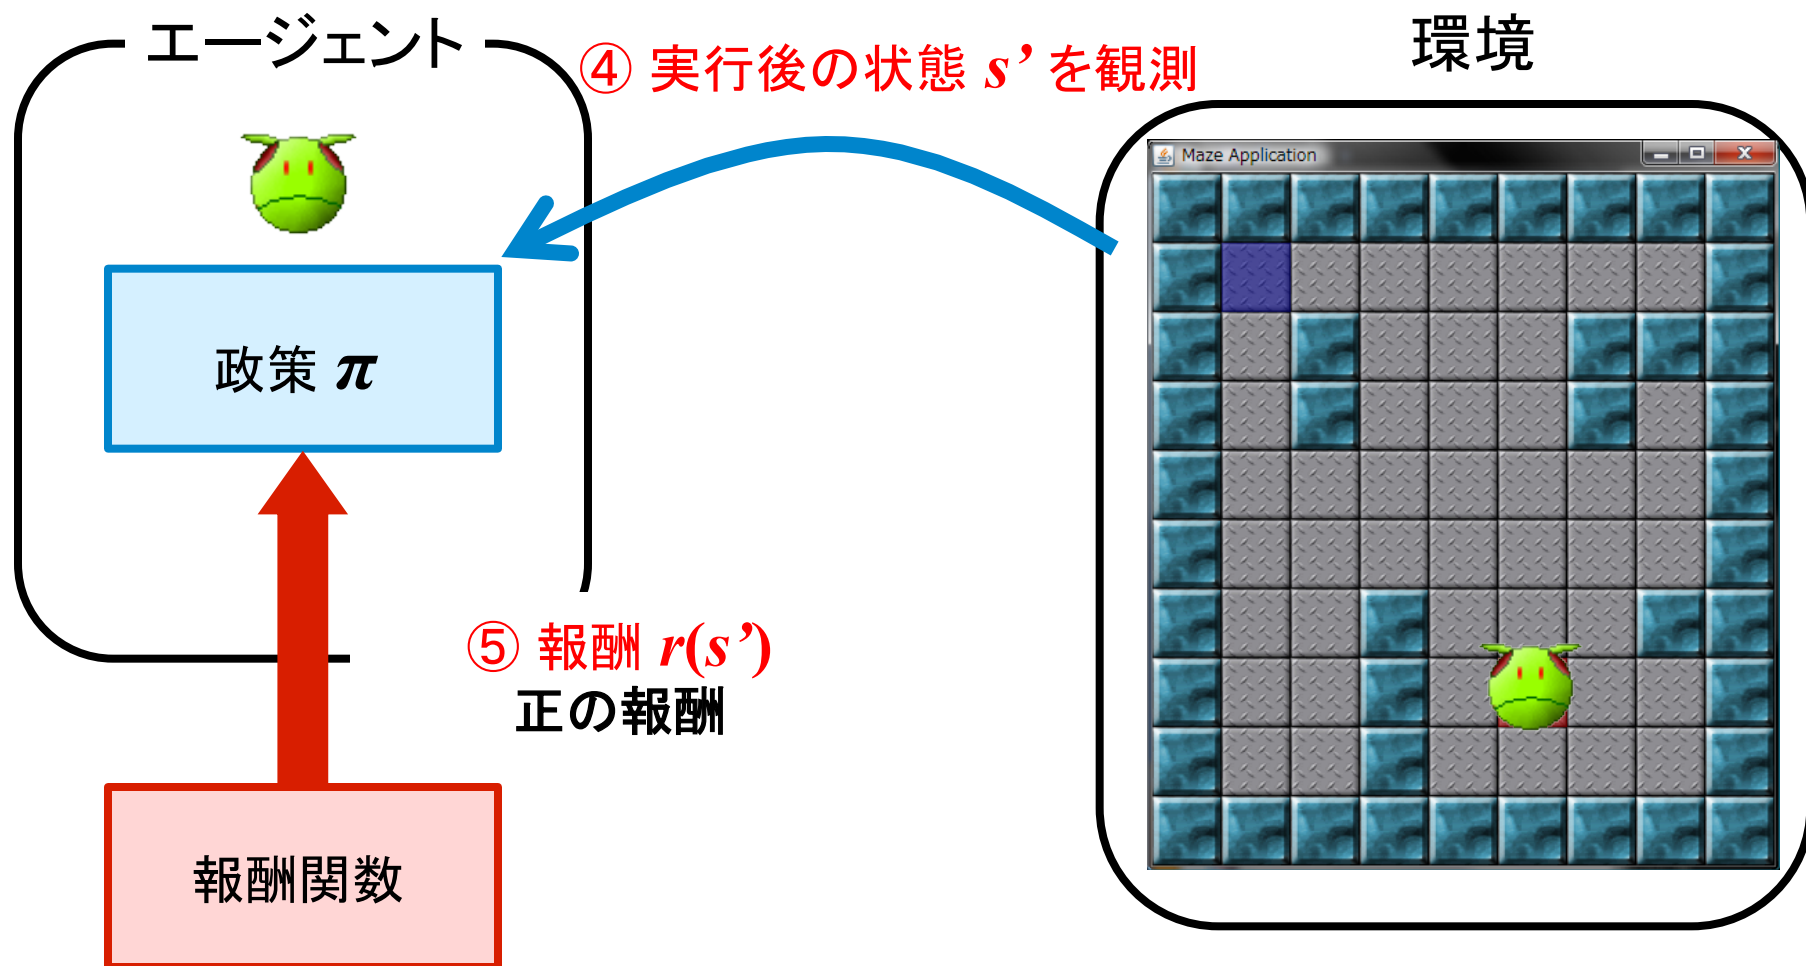 エージェント
④ 実行後の状態 s’ を観測
環境
Maze Application
政策 π
⑤ 報酬 r(s’)
正の報酬
報酬関数